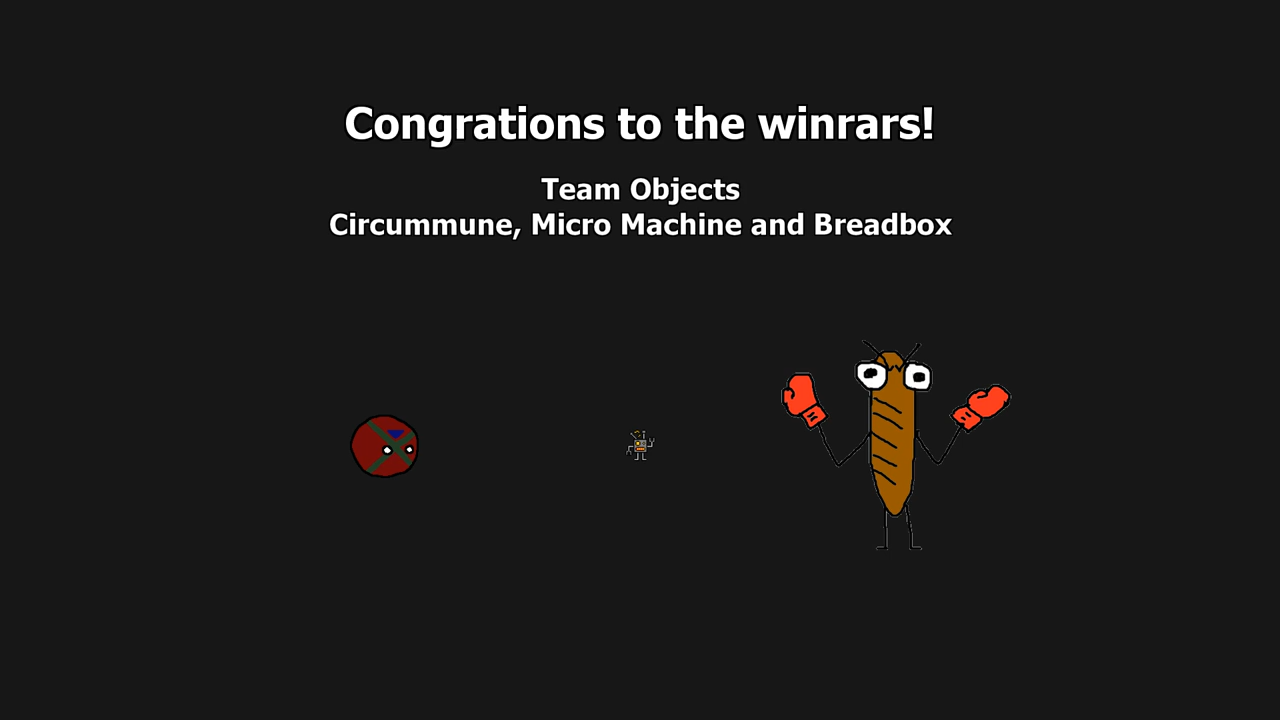 Congrations to the winrars!
Team Objects
Circummune, Micro Machine and Breadbox